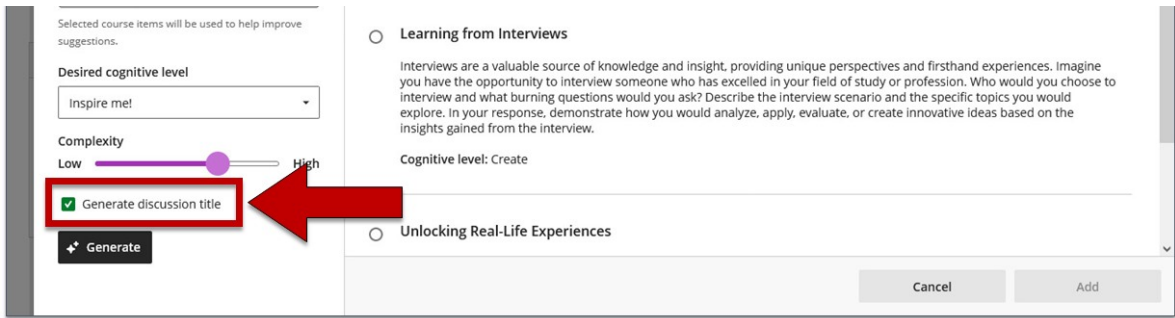 Selected course items will be used to help improve
suggestions.
Desired cognitive level
Inspire me!
Complexity
Low
High
Generate discussion title
Generate
Learning from Interviews
Interviews are a valuable source of knowledge and insight, providing unique perspectives and firsthand experiences. Imagine
you have the opportunity to interview someone who has excelled in your field of study or profession. Who would you choose to
interview and what burning questions would you ask? Describe the interview scenario and the specific topics you would
explore. In your response, demonstrate how you would analyze, apply, evaluate, or create innovative ideas based on the
insights gained from the interview.
Cognitive level: Create
Unlocking Real-Life Experiences
Cancel
Add